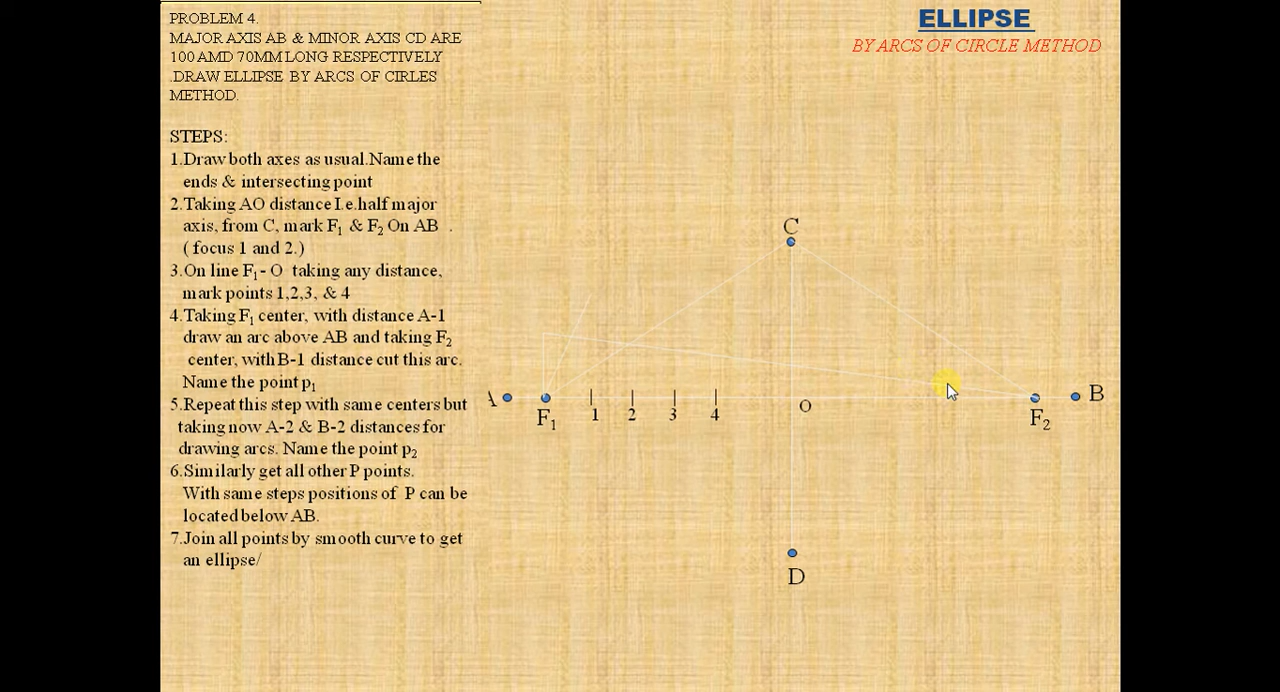 PROBLEM 4.
MAJOR AXIS AB & MINOR AXIS CD ARE
100 AMD 70MM LONG RESPECTIVELY
.DRAW ELLIPSE BY ARCS OF CIRLES
METHOD.
STEPS:
1.Draw both axes as usual.Name the
ends & intersecting point
2.Taking AO distance I.e.half major
axis, from C, mark F1 & F2 On AB .
( focus 1 and 2.)
3.On line F1- O taking any distance,
mark points 1,2,3, & 4
4.Taking F1 center, with distance A-1
draw an arc above AB and taking F2
center, with B-1 distance cut this arc.
Name the point p1
5.Repeat this step with same centers but
taking now A-2 & B-2 distances for
drawing arcs. Name the point p2
6.Similarly get all other P points.
With same steps positions of P can be
located below AB.
7.Join all points by smooth curve to get
an ellipse/
ELLIPSE
BY ARCS OF CIRCLE METHOD
C
A
B
F1
1
2
3
4
O
F2
D